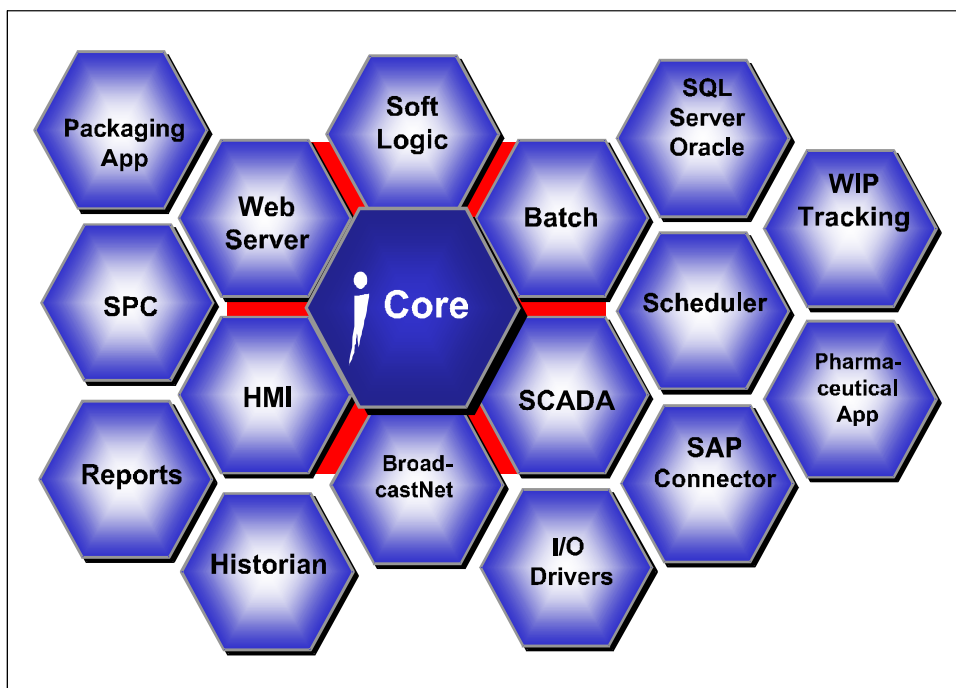 Packaging
App
Soft
Logic
SQL
Server
Oracle
Web
Server
Batch
WIP
Tracking
SPC
Core
Scheduler
HMI
SCADA
Pharma-
ceutical
App
Reports
Broad-
castNet
SAP
Connector
Historian
I/O
Drivers